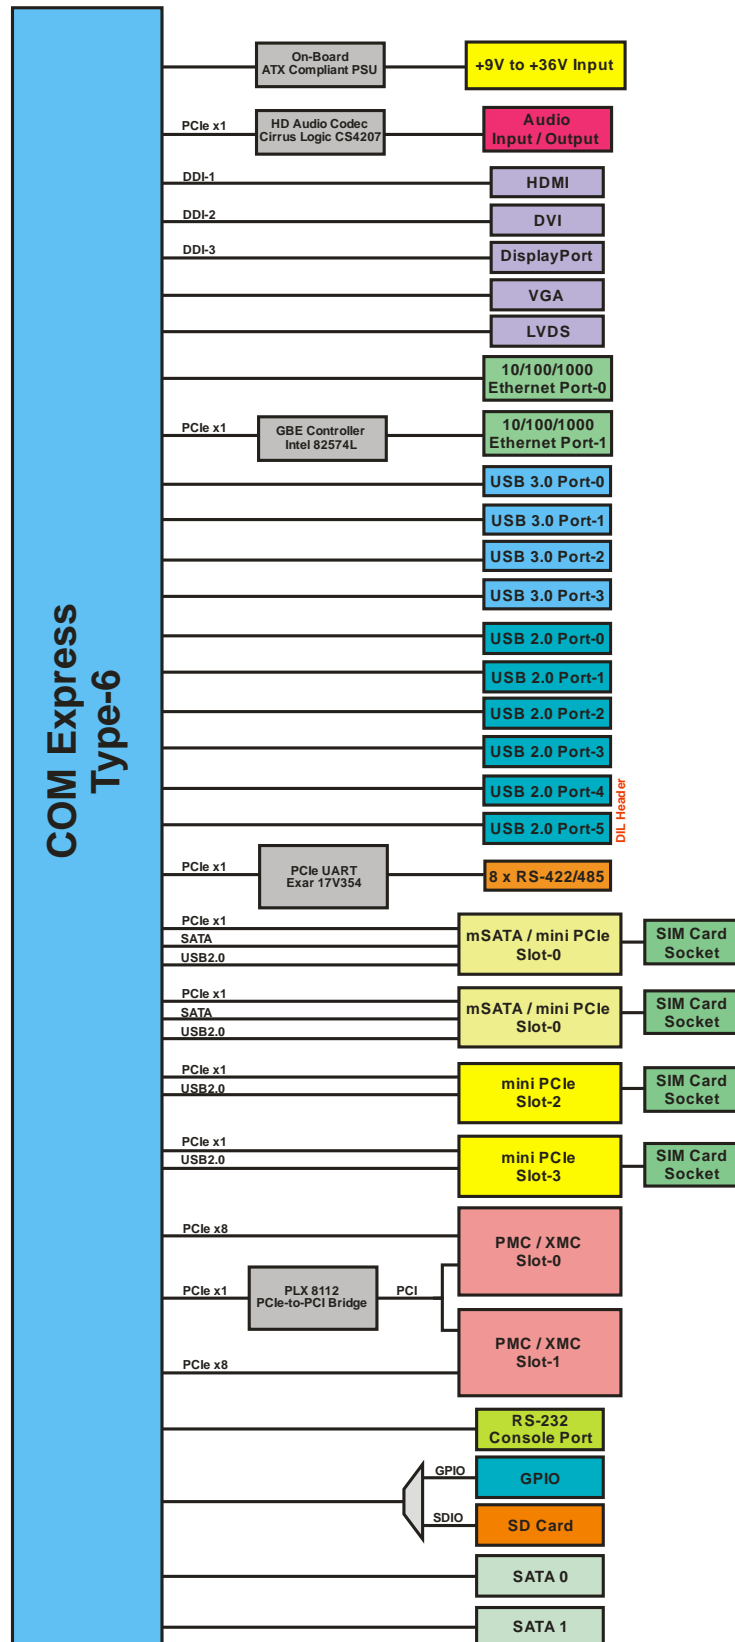 COM Express
Type-6
On-Board
ATX Compliant PSU
+9V to +36V Input
PCIe x1
HD Audio Codec
Cirrus Logic CS4207
Audio
Input / Output
DDI-1
HDMI
DDI-2
DVI
DDI-3
DisplayPort
VGA
LVDS
10/100/1000
Ethernet Port-0
PCIe x1
GBE Controller
Intel 82574L
10/100/1000
Ethernet Port-1
USB 3.0 Port-0
USB 3.0 Port-1
USB 3.0 Port-2
USB 3.0 Port-3
USB 2.0 Port-0
USB 2.0 Port-1
USB 2.0 Port-2
USB 2.0 Port-3
USB 2.0 Port-4
USB 2.0 Port-5
DIL Header
PCIe x1
PCIe UART
Exar 17V354
8 x RS-422/485
PCIe x1
SATA
USB2.0
mSATA / mini PCIe
Slot-0
SIM Card
Socket
PCIe x1
SATA
USB2.0
mSATA / mini PCIe
Slot-0
SIM Card
Socket
PCIe x1
USB2.0
mini PCIe
Slot-2
SIM Card
Socket
PCIe x1
USB2.0
mini PCIe
Slot-3
SIM Card
Socket
PCIe x8
PMC / XMC
Slot-0
PCIe x1
PLX 8112
PCIe-to-PCI Bridge
PCI
PMC / XMC
Slot-1
PCIe x8
RS-232
Console Port
GPIO
GPIO
SDIO
SD Card
SATA 0
SATA 1